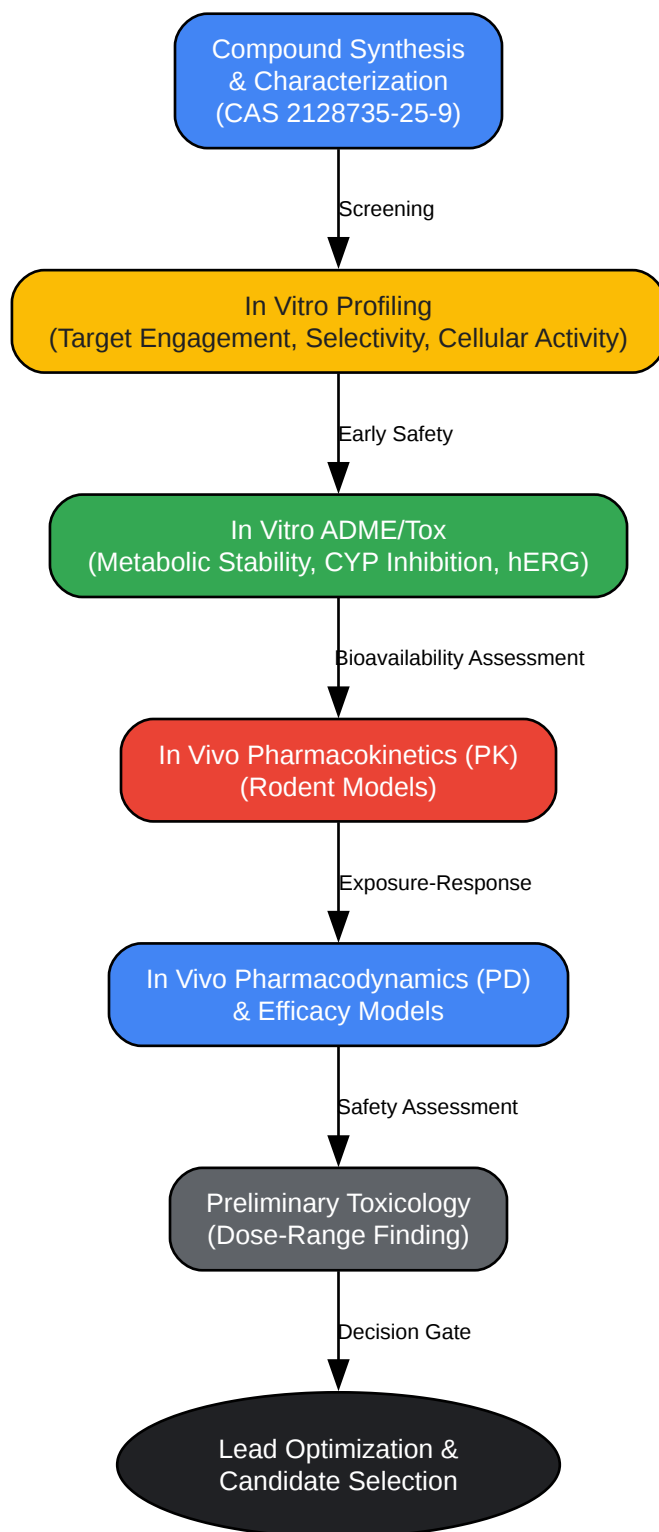 Compound Synthesis
& Characterization
(CAS 2128735-25-9)
Screening
In Vitro Profiling
(Target Engagement, Selectivity, Cellular Activity)
Early Safety
In Vitro ADME/Tox
(Metabolic Stability, CYP Inhibition, hERG)
Bioavailability Assessment
In Vivo Pharmacokinetics (PK)
(Rodent Models)
Exposure-Response
In Vivo Pharmacodynamics (PD)
& Efficacy Models
Safety Assessment
Preliminary Toxicology
(Dose-Range Finding)
Decision Gate
Lead Optimization &
Candidate Selection